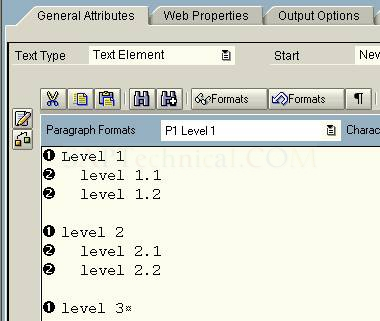 General Attributes Web Properties Output Options
Text Type Text Element Start New
Formats Formats ¶
Paragraph Formats P1 Level 1 Charac
❶ Level 1
❷ level 1.1
❷ level 1.2
❶ level 2
❷ level 2.1
❷ level 2.2
❶ level 3¤